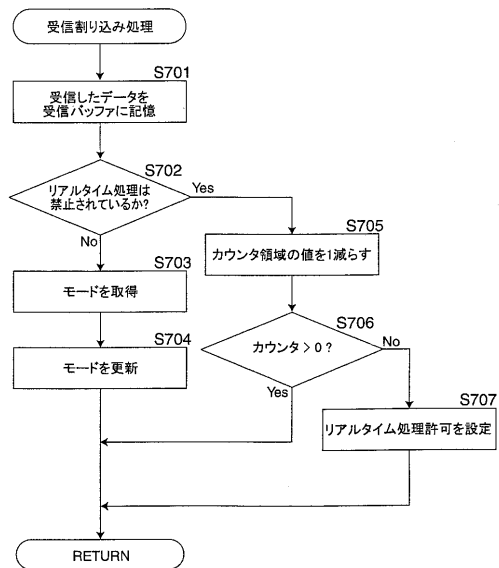 受信割り込み処理
S701
受信したデータを
受信バッファに記憶
S702
リアルタイム処理は
禁止されているか?
Yes
No
S703
モードを取得
S704
モードを更新
S705
カウンタ領域の値を1減らす
S706
カウンタ > 0 ?
No
Yes
S707
リアルタイム処理許可を設定
RETURN